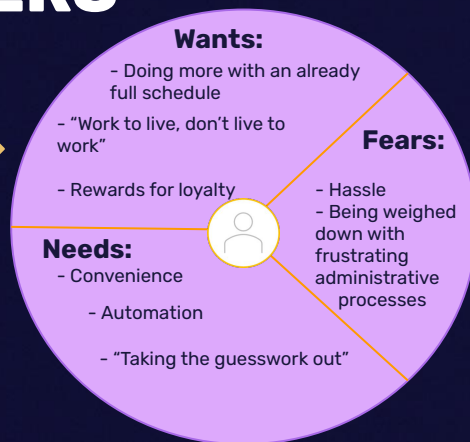 Wants:
- Doing more with an already
full schedule
- “Work to live, don’t live to
work”
- Rewards for loyalty
Fears:
- Hassle
- Being weighed
down with
frustrating
administrative
processes
Needs:
- Convenience
- Automation
- “Taking the guesswork out”